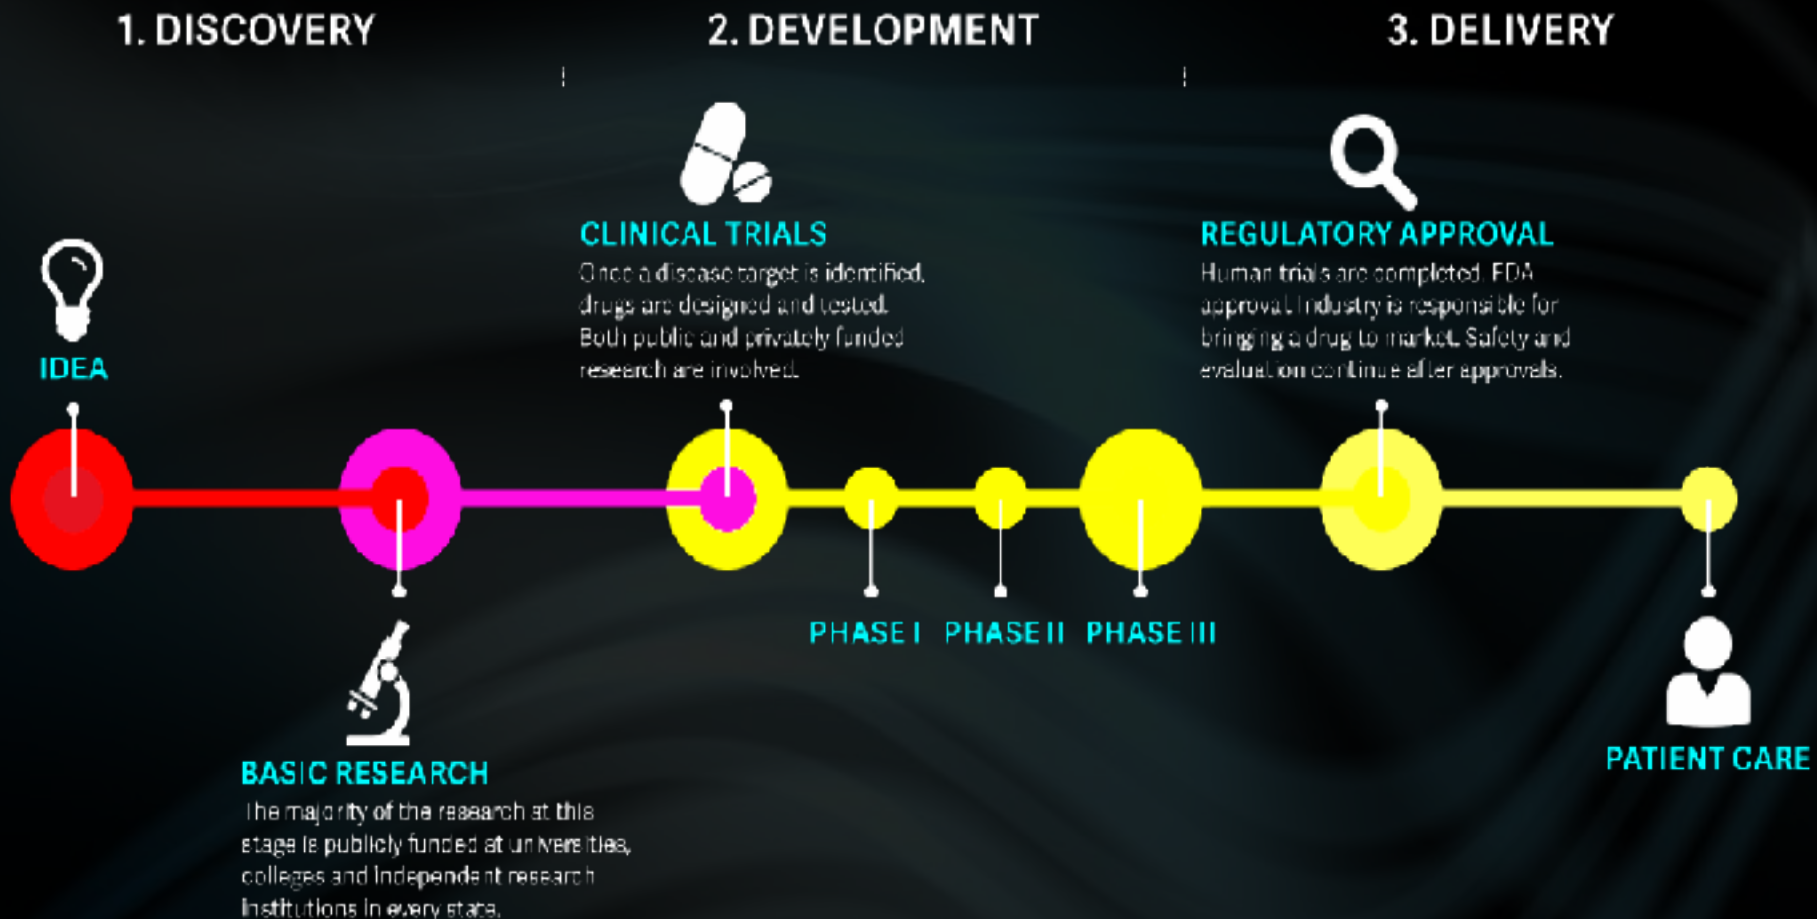 1. DISCOVERY
2. DEVELOPMENT
3. DELIVERY
IDEA
BASIC RESEARCH
The majority of the research at this
stage is publicly funded at universities,
colleges and independent research
institutions in every state.
CLINICAL TRIALS
Once a disease target is identified,
drugs are designed and tested.
Both public and privately funded
research are involved.
PHASE I
PHASE II
PHASE III
REGULATORY APPROVAL
Human trials are completed. FDA
approval. Industry is responsible for
bringing a drug to market. Safety and
evaluation continue after approvals.
PATIENT CARE